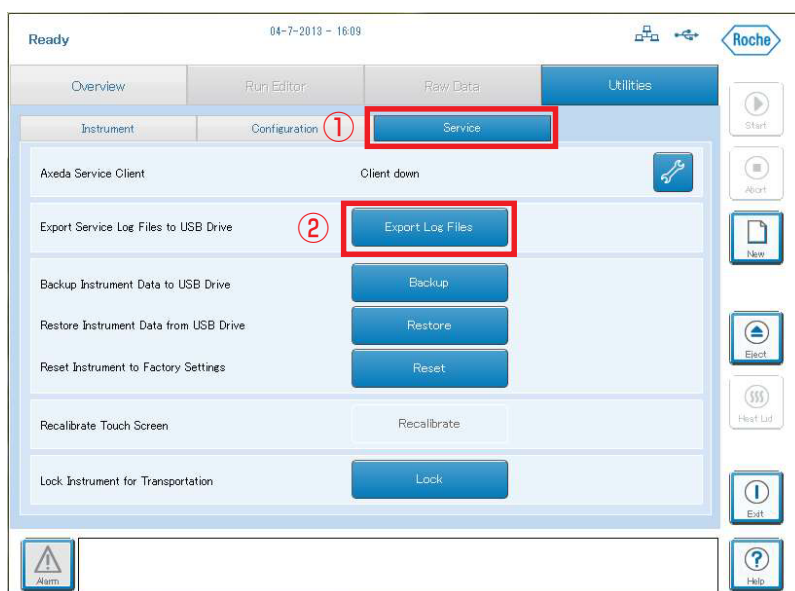 Ready
04-7-2013 - 16:09
Roche
Overview
Run Editor
Raw Data
Utilities
Start
Instrument
Configuration
①
Service
Axeda Service Client
Client down
Abort
Export Service Log Files to USB Drive
②
Export Log Files
New
Backup Instrument Data to USB Drive
Backup
Restore Instrument Data from USB Drive
Restore
Eject
Reset Instrument to Factory Settings
Reset
Recalibrate Touch Screen
Recalibrate
Heat Lid
Lock Instrument for Transportation
Lock
Exit
Alarm
Help